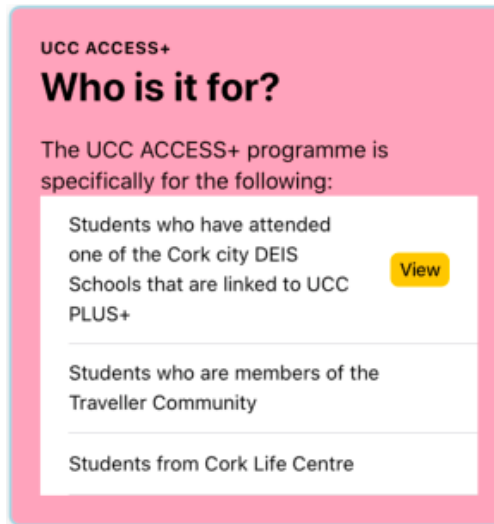 UCC ACCESS+
Who is it for?
The UCC ACCESS+ programme is
specifically for the following:
Students who have attended
one of the Cork city DEIS
Schools that are linked to UCC
PLUS+
View
Students who are members of the
Traveller Community
Students from Cork Life Centre